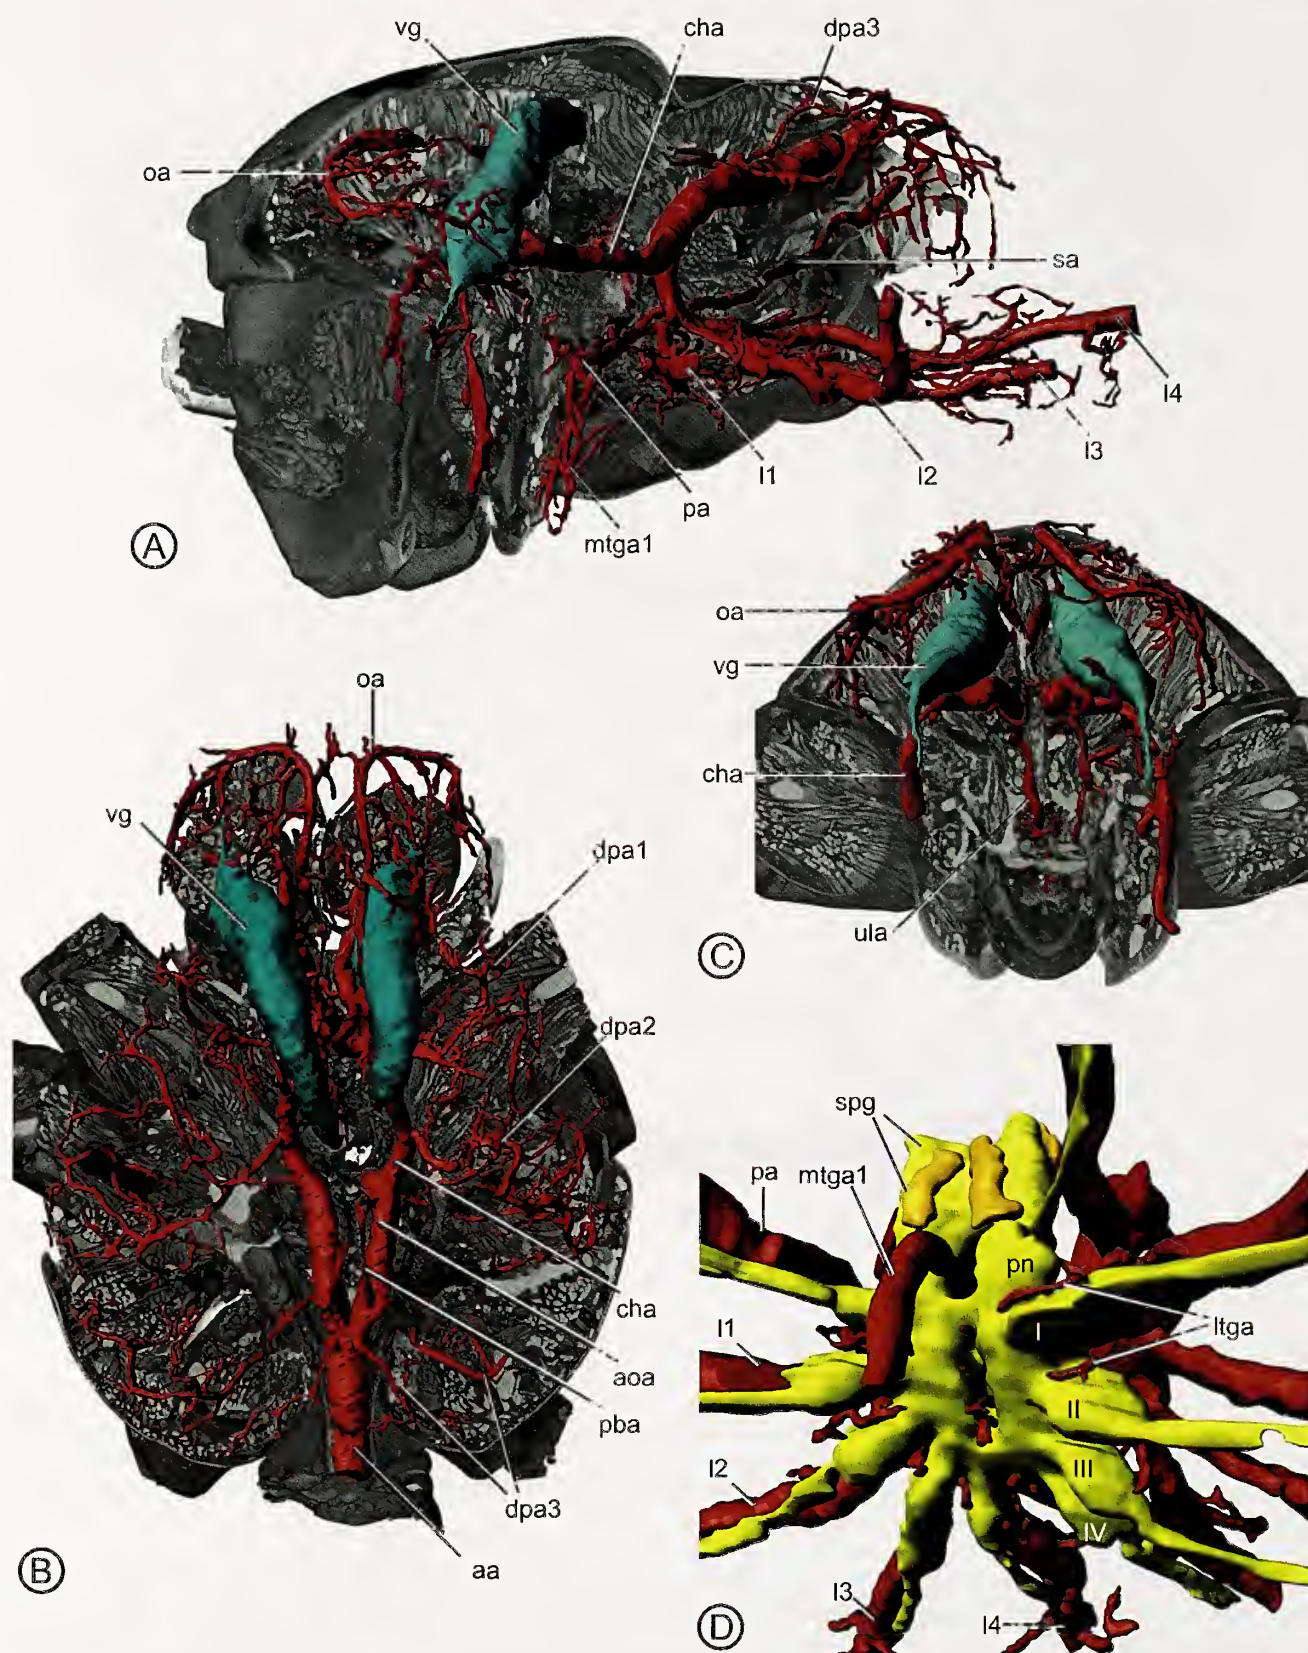 vg
cha
dpa3
oa
sa
l4
l3
l2
l1
pa
mtga1
A
oa
vg
dpa1
dpa2
cha
aoa
pba
dpa3
aa
B
oa
vg
cha
ula
C
spg
pa
mtga1
pn
l1
I
ltga
II
l2
III
IV
l3
l4
D